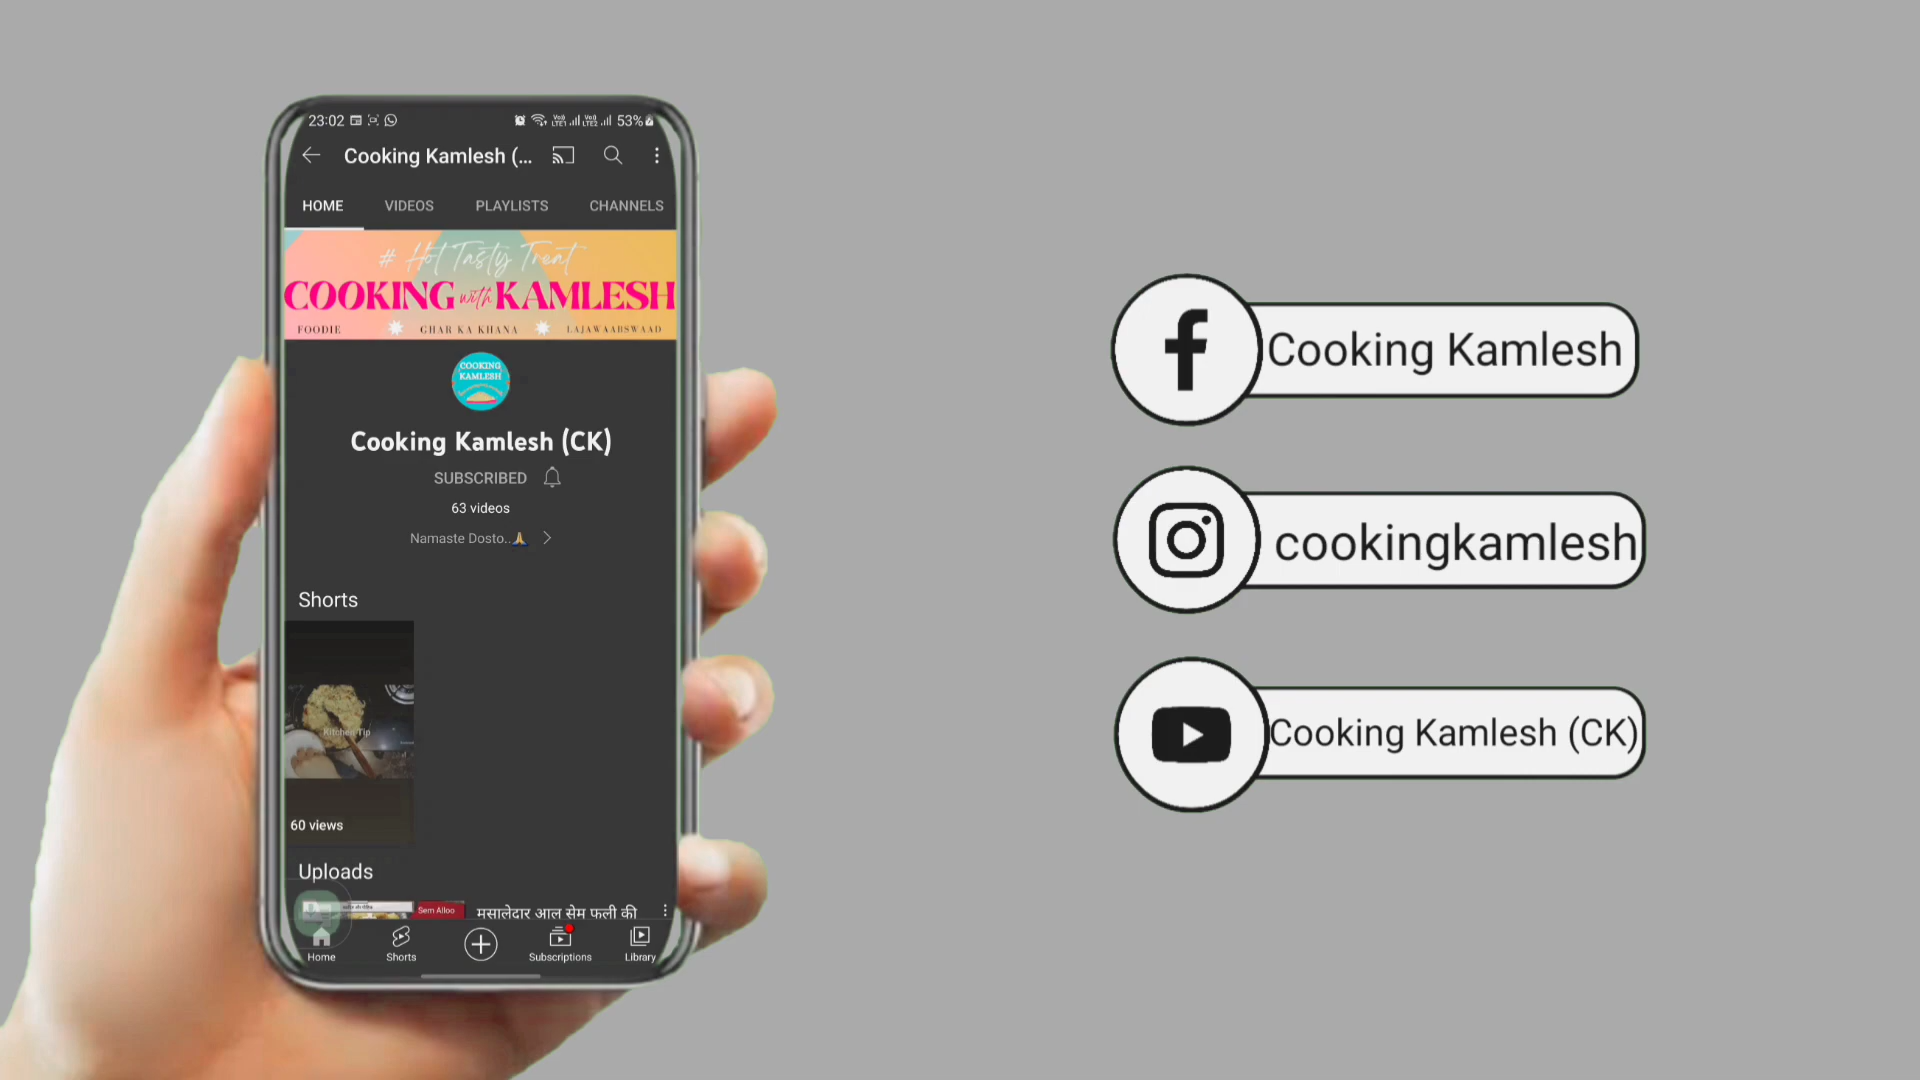 23:02
53%
Cooking Kamlesh (...
HOME VIDEOS PLAYLISTS CHANNELS
# Hot Tasty Treat
COOKING with KAMLESH
FOODIE GHAR KA KHANA LAJAWAABSWAAD
COOKING
KAMLESH
Cooking Kamlesh (CK)
SUBSCRIBED
63 videos
Namaste Dosto..🙏
Shorts
Kitchen Tip
60 views
Uploads
Sem Alloo
मसालेदार आलू सेम फली की
Home Shorts Subscriptions Library
Cooking Kamlesh
cookingkamlesh
Cooking Kamlesh (CK)